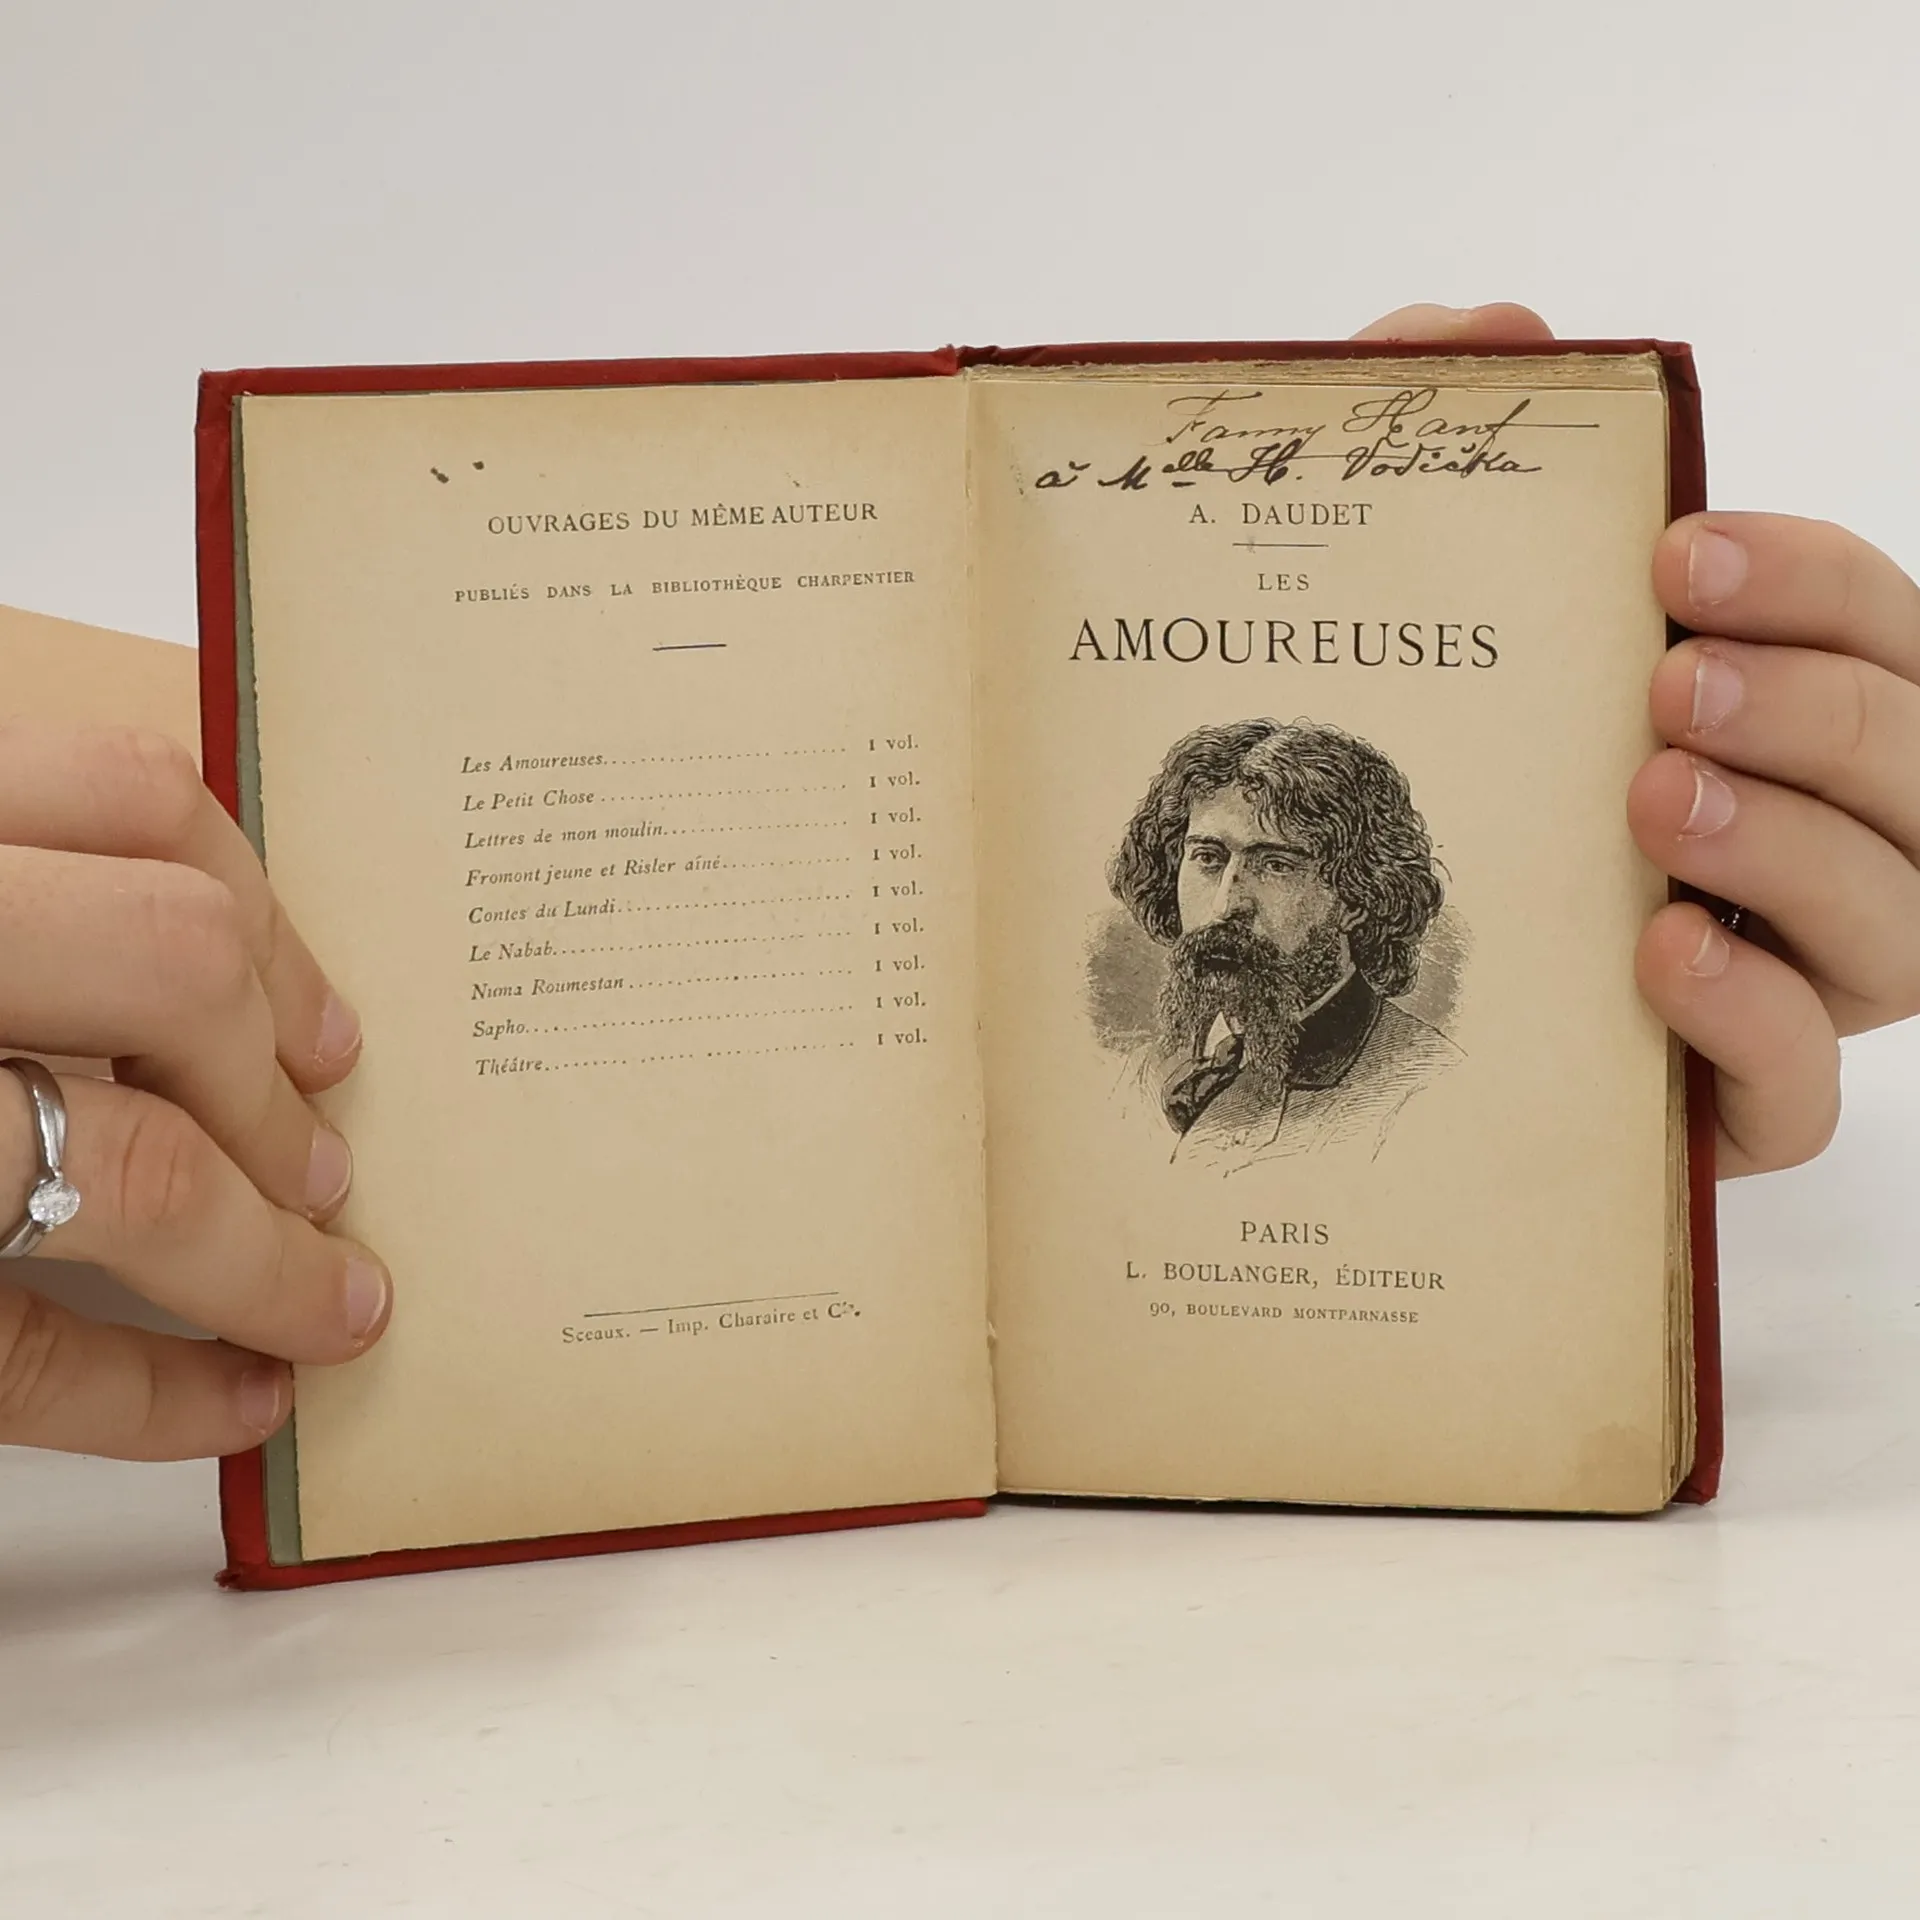 OUVRAGES DU MÊME AUTEUR
PUBLIÉS DANS LA BIBLIOTHÈQUE CHARPENTIER
Les Amoureuses.......................... 1 vol.
Le Petit Chose .......................... 1 vol.
Lettres de mon moulin.................... 1 vol.
Fromont jeune et Risler aîné............. 1 vol.
Contes du Lundi.......................... 1 vol.
Le Nabab................................. 1 vol.
Numa Roumestan .......................... 1 vol.
Sapho.................................... 1 vol.
Théâtre.................................. 1 vol.
Sceaux. — Imp. Charaire et Cie.
Fanny Hanf
à Melle H. Vodička
A. DAUDET
LES
AMOUREUSES
PARIS
L. BOULANGER, ÉDITEUR
90, BOULEVARD MONTPARNASSE